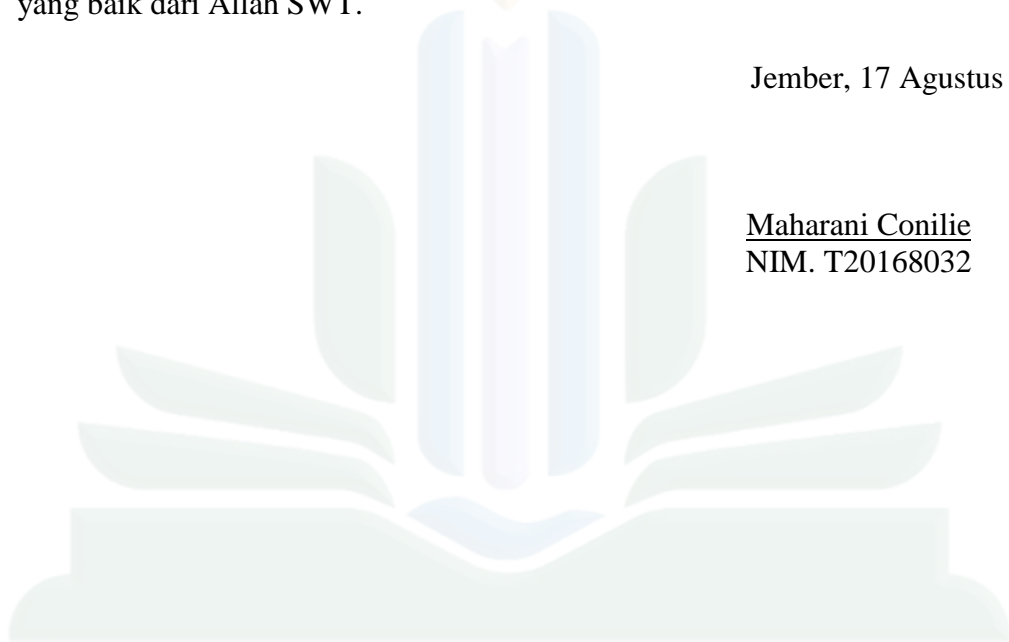 yang baik dari Allah SWT.
Jember, 17 Agustus
Maharani Conilie
NIM. T20168032